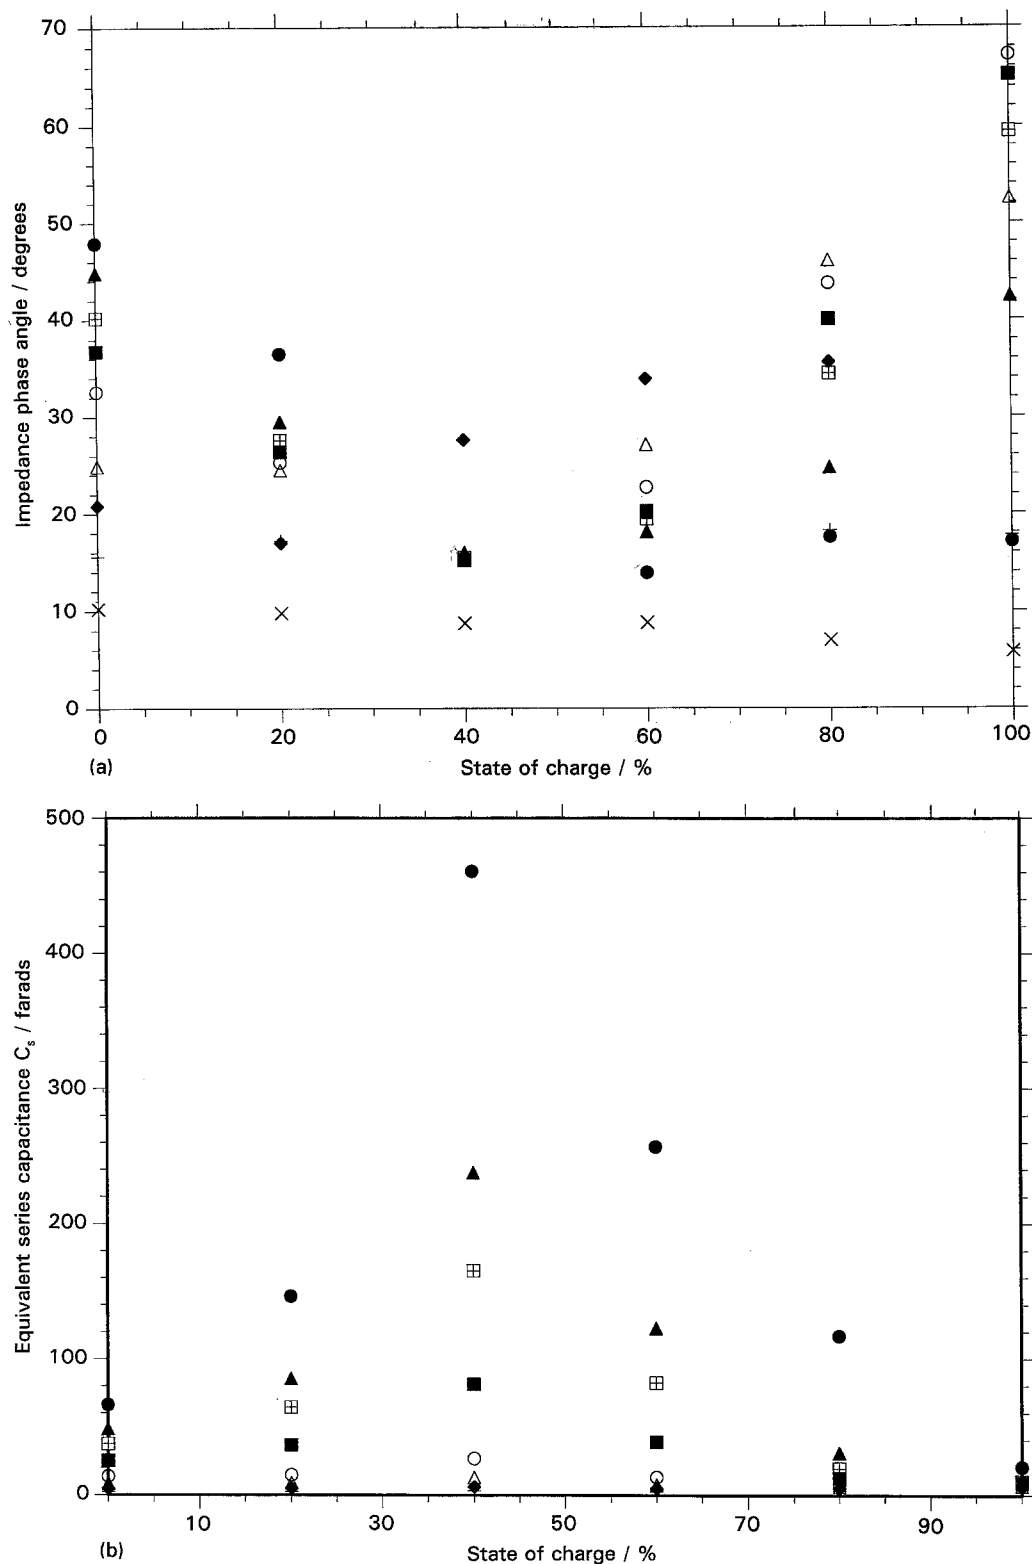 70
60
50
40
30
20
10
0
Impedance phase angle / degrees
0 20 40 60 80 100
(a)
State of charge / %
500
400
300
200
100
0
Equivalent series capacitance Cₛ / farads
10 30 50 70 90
(b)
State of charge / %